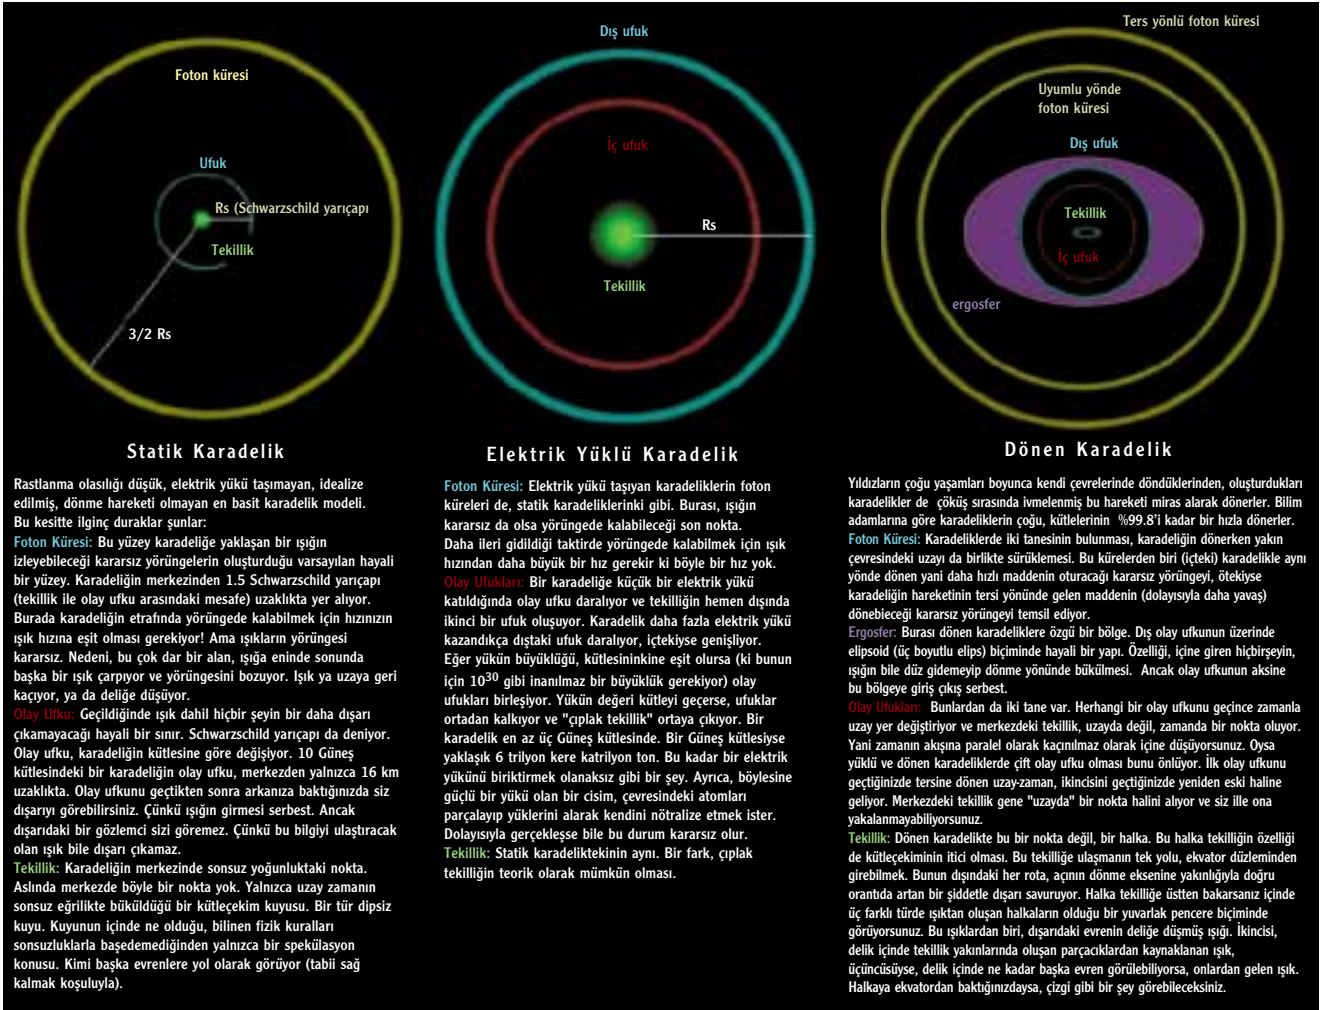 Foton küresi
Ufuk
Rs (Schwarzschild yarıçapı
Tekillik
3/2 Rs
Statik Karadelik
Rastlanma olasılığı düşük, elektrik yükü taşımayan, idealize
edilmiş, dönme hareketi olmayan en basit karadelik modeli.
Bu kesitte ilginç duraklar şunlar:
Foton Küresi: Bu yüzey karadeliğe yaklaşan bir ışığın
izleyebileceği kararsız yörüngelerin oluşturduğu varsayılan hayali
bir yüzey. Karadeliğin merkezinden 1.5 Schwarzschild yarıçapı
(tekillik ile olay ufku arasındaki mesafe) uzaklıkta yer alıyor.
Burada karadeliğin etrafında yörüngede kalabilmek için hızınızın
ışık hızına eşit olması gerekiyor! Ama ışıkların yörüngesi
kararsız. Nedeni, bu çok dar bir alan, ışığa eninde sonunda
başka bir ışık çarpıyor ve yörüngesini bozuyor. Işık ya uzaya geri
kaçıyor, ya da deliğe düşüyor.
Olay Ufku: Geçildiğinde ışık dahil hiçbir şeyin bir daha dışarı
çıkamayacağı hayali bir sınır. Schwarzschild yarıçapı da deniyor.
Olay ufku, karadeliğin kütlesine göre değişiyor. 10 Güneş
kütlesindeki bir karadeliğin olay ufku, merkezden yalnızca 16 km
uzaklıkta. Olay ufkunu geçtikten sonra arkanıza baktığınızda siz
dışarıyı görebilirsiniz. Çünkü ışığın girmesi serbest. Ancak
dışarıdaki bir gözlemci sizi göremez. Çünkü bu bilgiyi ulaştıracak
olan ışık bile dışarı çıkamaz.
Tekillik: Karadeliğin merkezinde sonsuz yoğunluktaki nokta.
Aslında merkezde böyle bir nokta yok. Yalnızca uzay zamanın
sonsuz eğrilikte büküldüğü bir kütleçekim kuyusu. Bir tür dipsiz
kuyu. Kuyunun içinde ne olduğu, bilinen fizik kuralları
sonsuzluklarla başedemediğinden yalnızca bir spekülasyon
konusu. Kimi başka evrenlere yol olarak görüyor (tabii sağ
kalmak koşuluyla).
Dış ufuk
İç ufuk
Rs
Tekillik
Elektrik Yüklü Karadelik
Foton Küresi: Elektrik yükü taşıyan karadeliklerin foton
küreleri de, statik karadeliklerinki gibi. Burası, ışığın
kararsız da olsa yörüngede kalabileceği son nokta.
Daha ileri gidildiği taktirde yörüngede kalabilmek için ışık
hızından daha büyük bir hız gerekir ki böyle bir hız yok.
Olay Ufukları: Bir karadeliğe küçük bir elektrik yükü
katıldığında olay ufku daralıyor ve tekilliğin hemen dışında
ikinci bir ufuk oluşuyor. Karadelik daha fazla elektrik yükü
kazandıkça dıştaki ufuk daralıyor, içtekiyse genişliyor.
Eğer yükün büyüklüğü, kütlesininkine eşit olursa (ki bunun
için 10³⁰ gibi inanılmaz bir büyüklük gerekiyor) olay
ufukları birleşiyor. Yükün değeri kütleyi geçerse, ufuklar
ortadan kalkıyor ve "çıplak tekillik" ortaya çıkıyor. Bir
karadelik en az üç Güneş kütlesinde. Bir Güneş kütlesiyse
yaklaşık 6 trilyon kere katrilyon ton. Bu kadar bir elektrik
yükünü biriktirmek olanaksız gibi bir şey. Ayrıca, böylesine
güçlü bir yükü olan bir cisim, çevresindeki atomları
parçalayıp yüklerini alarak kendini nötralize etmek ister.
Dolayısıyla gerçekleşse bile bu durum kararsız olur.
Tekillik: Statik karadeliktekinin aynı. Bir fark, çıplak
tekilliğin teorik olarak mümkün olması.
Ters yönlü foton küresi
Uyumlu yönde
foton küresi
Dış ufuk
Tekillik
İç ufuk
ergosfer
Dönen Karadelik
Yıldızların çoğu yaşamları boyunca kendi çevrelerinde döndüklerinden, oluşturdukları
karadelikler de çöküş sırasında ivmelenmiş bu hareketi miras alarak dönerler. Bilim
adamlarına göre karadeliklerin çoğu, kütlelerinin %99.8'i kadar bir hızla dönerler.
Foton Küresi: Karadeliklerde iki tanesinin bulunması, karadeliğin dönerken yakın
çevresindeki uzayı da birlikte sürüklemesi. Bu kürelerden biri (içteki) karadelikle aynı
yönde dönen yani daha hızlı maddenin oturacağı kararsız yörüngeyi, ötekiyse
karadeliğin hareketinin tersi yönünde gelen maddenin (dolayısıyla daha yavaş)
dönebieceği kararsız yörüngeyi temsil ediyor.
Ergosfer: Burası dönen karadeliklere özgü bir bölge. Dış olay ufkunun üzerinde
elipsoid (üç boyutlu elips) biçiminde hayali bir yapı. Özelliği, içine giren hiçbirşeyin,
ışığın bile düz gidemeyip dönme yönünde bükülmesi. Ancak olay ufkunun aksine
bu bölgeye giriş çıkış serbest.
Olay Ufukları: Bunlardan da iki tane var. Herhangi bir olay ufkunu geçince zamanla
uzay yer değiştiriyor ve merkezdeki tekillik, uzayda değil, zamanda bir nokta oluyor.
Yani zamanın akışına paralel olarak kaçınılmaz olarak içine düşüyorsunuz. Oysa
yüklü ve dönen karadeliklerde çift olay ufku olması bunu önlüyor. İlk olay ufkunu
geçtiğinizde tersine dönen uzay-zaman, ikincisini geçtiğinizde yeniden eski haline
geliyor. Merkezdeki tekillik gene "uzayda" bir nokta halini alıyor ve siz ille ona
yakalanmayabiliyorsunuz.
Tekillik: Dönen karadelikte bu bir nokta değil, bir halka. Bu halka tekilliğin özelliği
de kütleçekiminin itici olması. Bu tekilliğe ulaşmanın tek yolu, ekvator düzleminden
girebilmek. Bunun dışındaki her rota, açının dönme eksenine yakınlığıyla doğru
orantıda artan bir şiddetle dışarı savuruyor. Halka tekilliğe üstten bakarsanız içinde
üç farklı türde ışıktan oluşan halkaların olduğu bir yuvarlak pencere biçiminde
görüyorsunuz. Bu ışıklardan biri, dışarıdaki evrenin deliğe düşmüş ışığı. İkincisi,
delik içinde tekillik yakınlarında oluşan parçacıklardan kaynaklanan ışık,
üçüncüsüyse, delik içinde ne kadar başka evren görülebiliyorsa, onlardan gelen ışık.
Halkaya ekvatordan baktığınızdaysa, çizgi gibi bir şey görebileceksiniz.